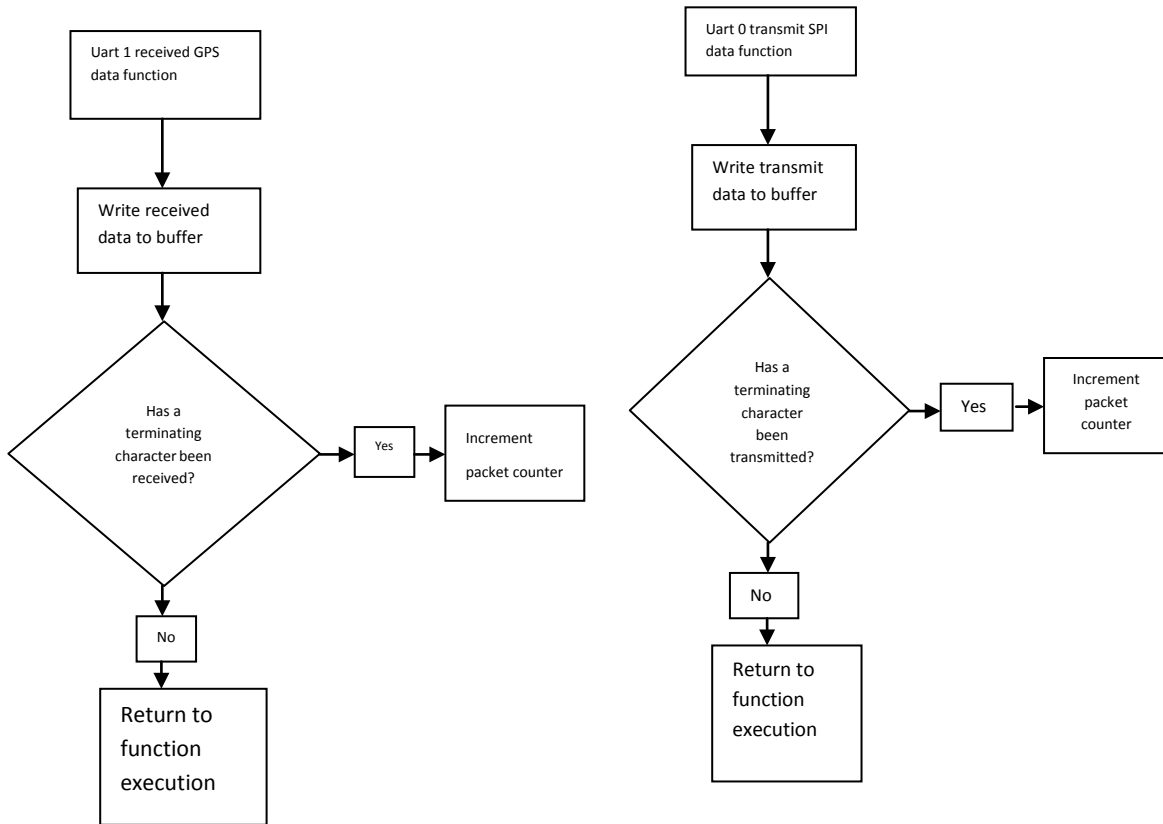 Uart 1 received GPS
data function
Write received
data to buffer
Has a
terminating
character been
received?
Yes
Increment
packet counter
No
Return to
function
execution
Uart 0 transmit SPI
data function
Write transmit
data to buffer
Has a
terminating
character
been
transmitted?
Yes
Increment
packet
counter
No
Return to
function
execution